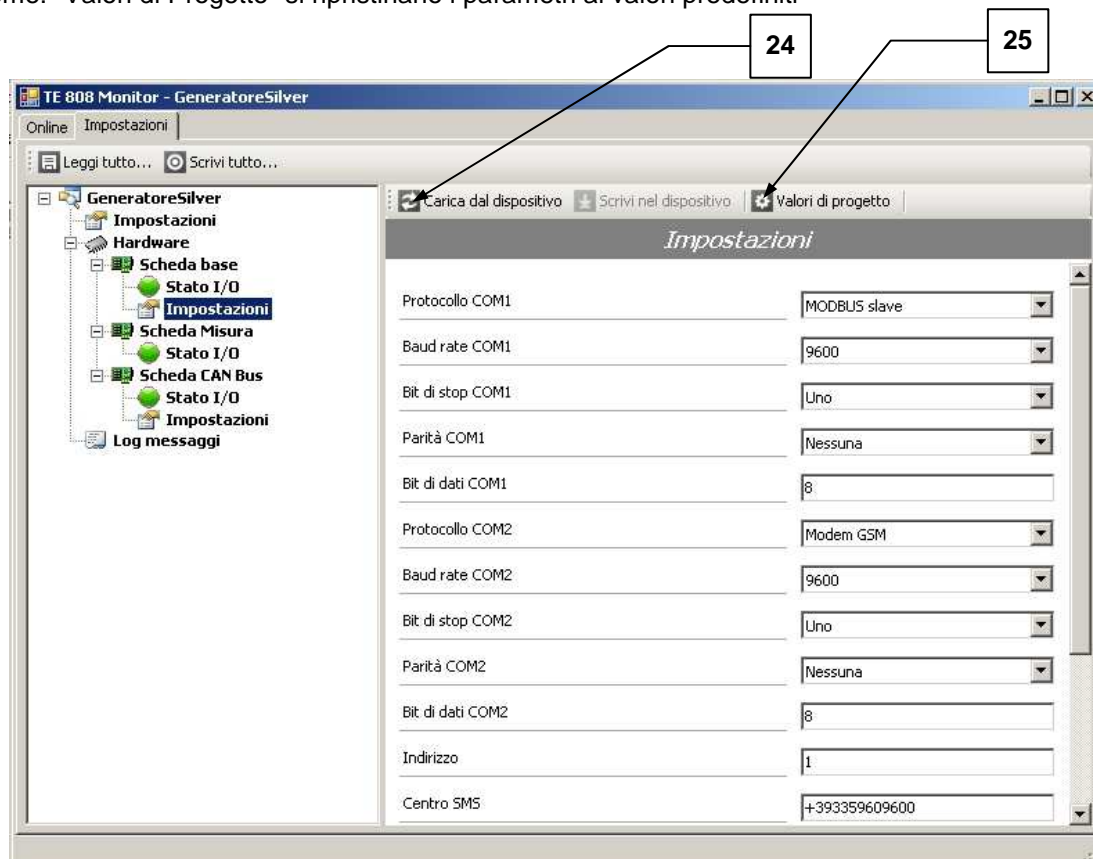 "Valori di Progetto" si ripristinano i parametri ai valori predefiniti
24
25
TE 808 Monitor - GeneratoreSilver
Online Impostazioni
Leggi tutto... Scrivi tutto...
GeneratoreSilver
Impostazioni
Hardware
Scheda base
Stato I/O
Impostazioni
Scheda Misura
Stato I/O
Scheda CAN Bus
Stato I/O
Impostazioni
Log messaggi
Carica dal dispositivo Scrivi nel dispositivo Valori di progetto
Impostazioni
Protocollo COM1 MODBUS slave
Baud rate COM1 9600
Bit di stop COM1 Uno
Parità COM1 Nessuna
Bit di dati COM1 8
Protocollo COM2 Modem GSM
Baud rate COM2 9600
Bit di stop COM2 Uno
Parità COM2 Nessuna
Bit di dati COM2 8
Indirizzo 1
Centro SMS +393359609600